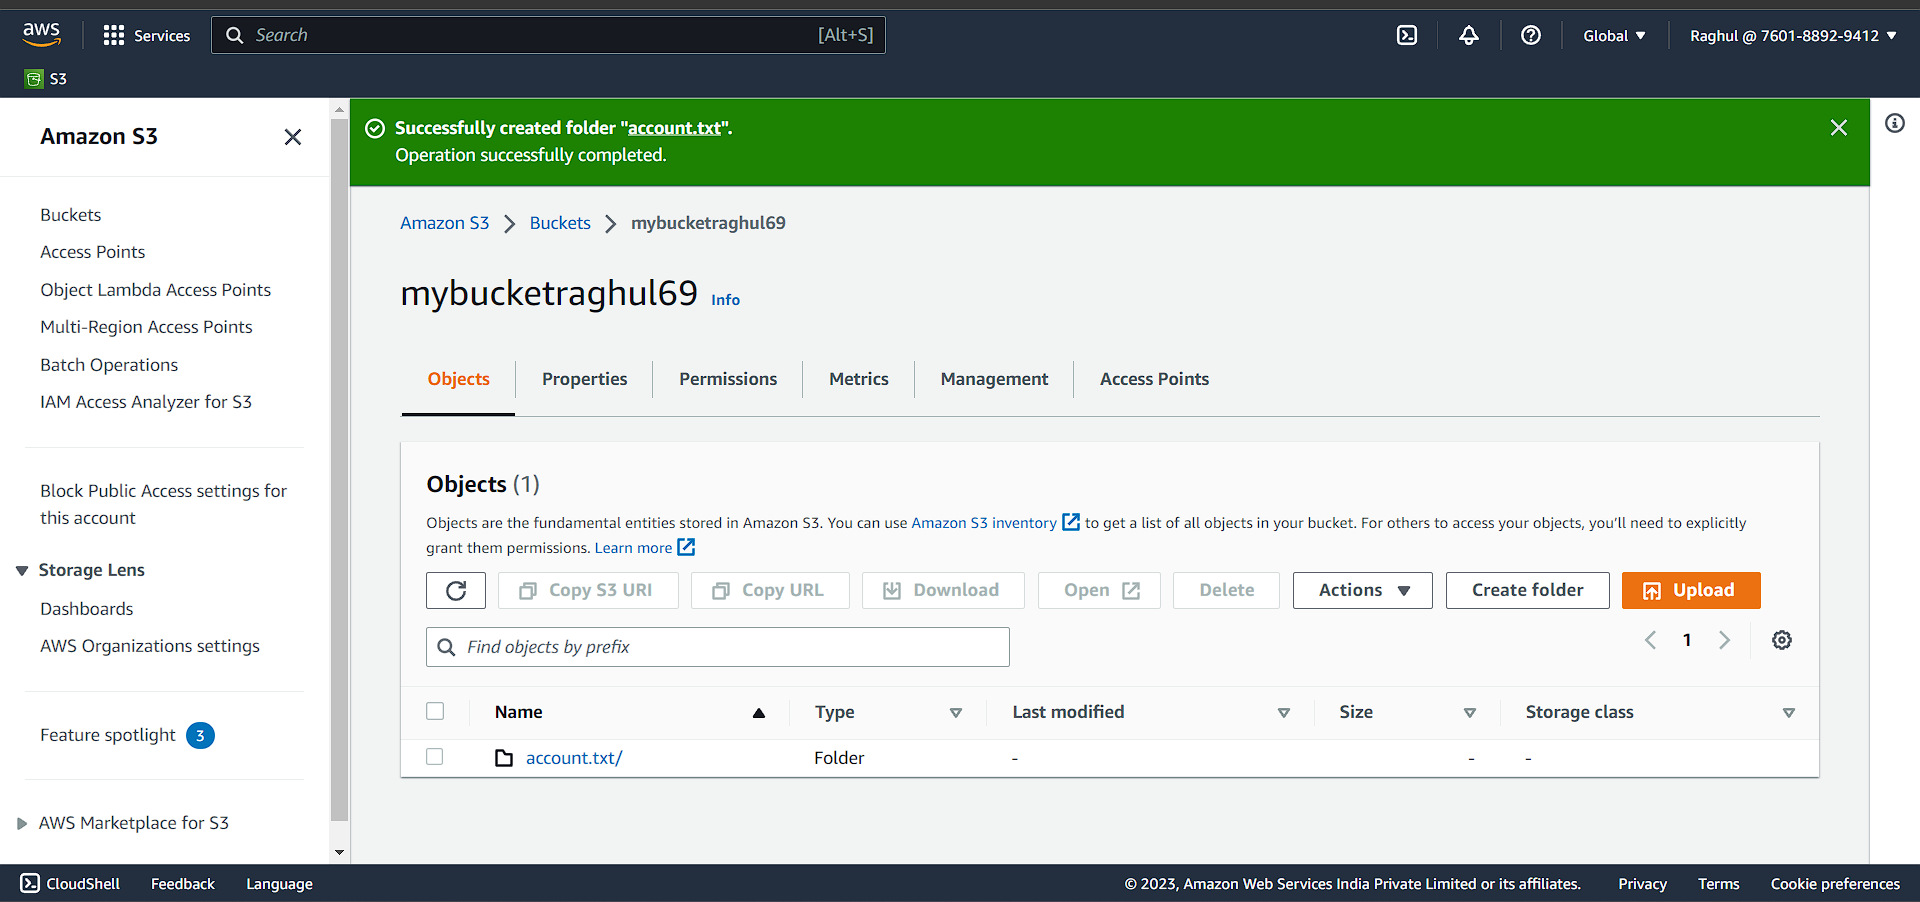 aws
Services
Search
[Alt+S]
Global
Raghul @ 7601-8892-9412
S3
Amazon S3
Buckets
Access Points
Object Lambda Access Points
Multi-Region Access Points
Batch Operations
IAM Access Analyzer for S3
Block Public Access settings for
this account
Storage Lens
Dashboards
AWS Organizations settings
Feature spotlight 3
AWS Marketplace for S3
Successfully created folder "account.txt".
Operation successfully completed.
Amazon S3
Buckets
mybucketraghul69
mybucketraghul69 Info
Objects
Properties
Permissions
Metrics
Management
Access Points
Objects (1)
Objects are the fundamental entities stored in Amazon S3. You can use Amazon S3 inventory to get a list of all objects in your bucket. For others to access your objects, you’ll need to explicitly
grant them permissions. Learn more
Copy S3 URI
Copy URL
Download
Open
Delete
Actions
Create folder
Upload
Find objects by prefix
1
Name
Type
Last modified
Size
Storage class
account.txt/
Folder
-
-
-
CloudShell
Feedback
Language
© 2023, Amazon Web Services India Private Limited or its affiliates.
Privacy
Terms
Cookie preferences